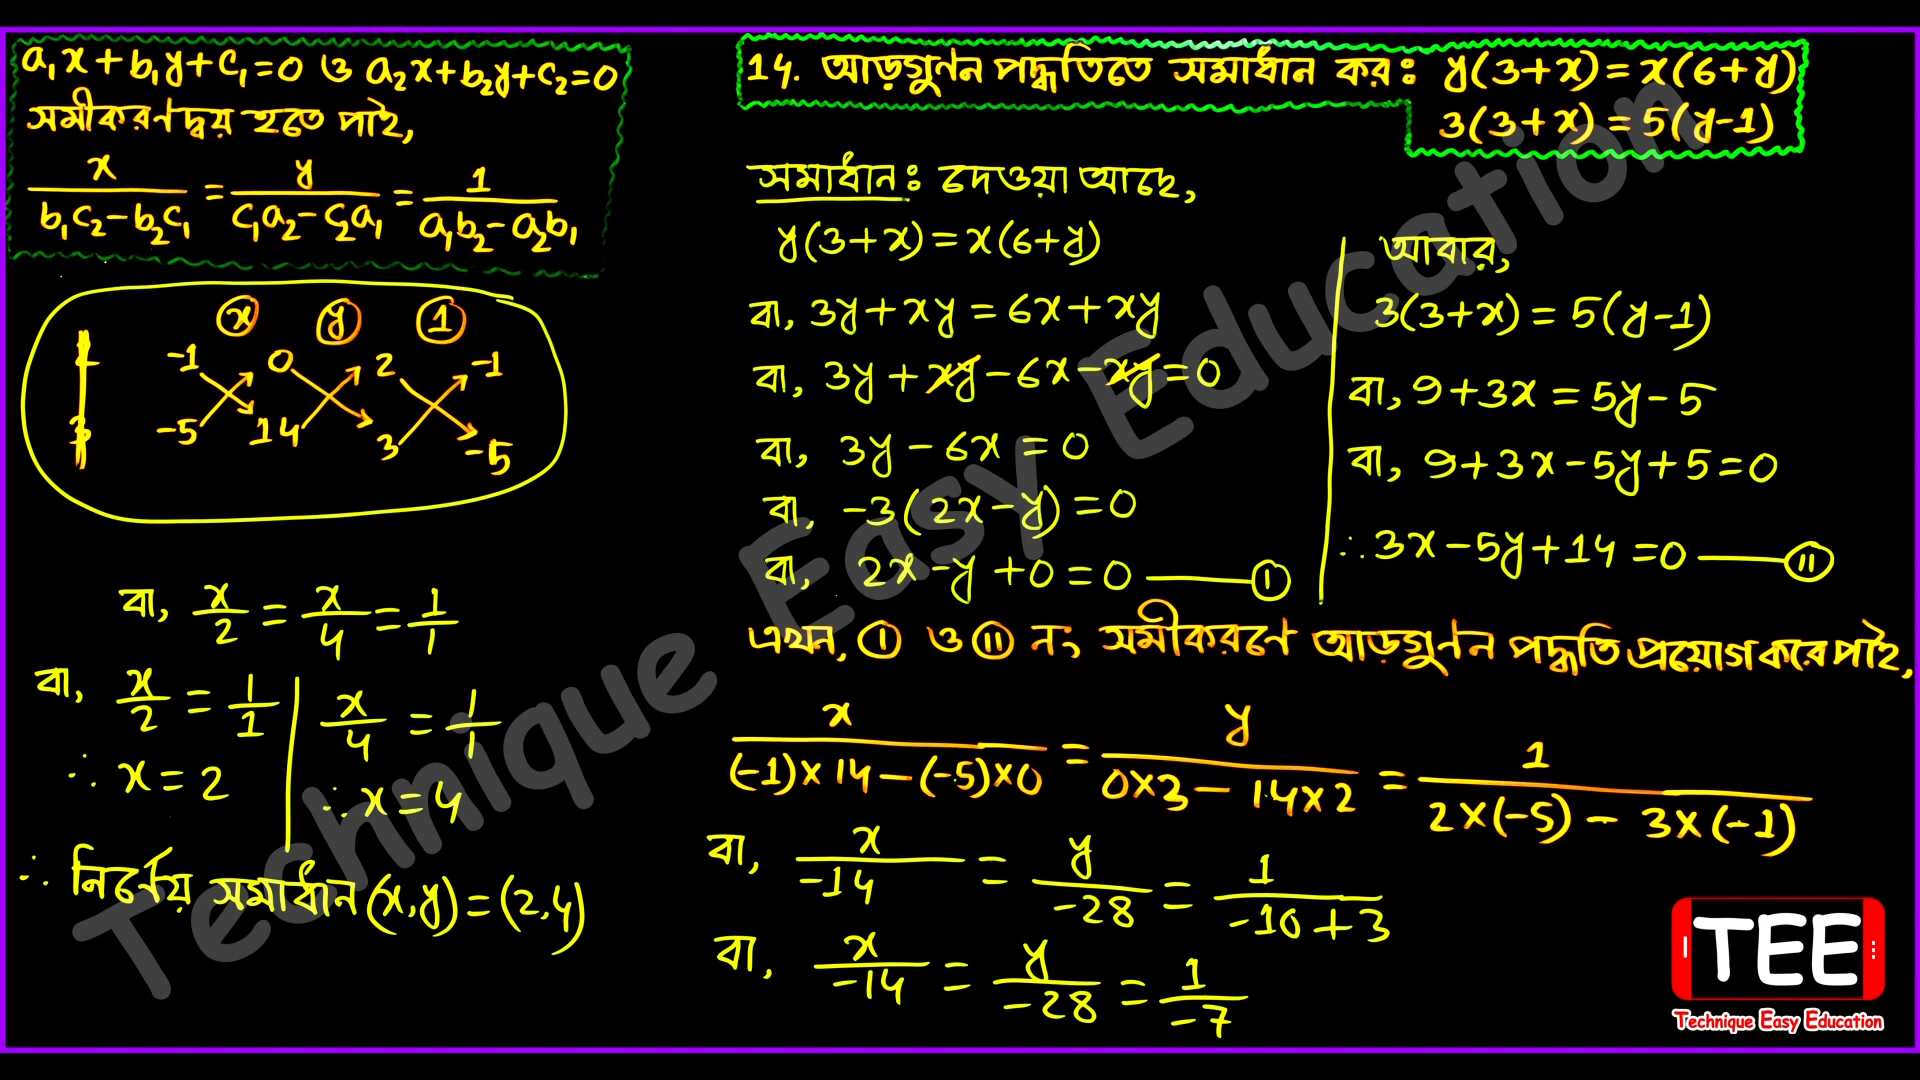 a₁x+b₁y+c₁=0 ও a₂x+b₂y+c₂=0
সমীকরণদ্বয় হতে পাই,
x/(b₁c₂-b₂c₁) = y/(c₁a₂-c₂a₁) = 1/(a₁b₂-a₂b₁)
x y 1
-1 0 2 -1
-5 14 3 -5
বা, x/2 = x/4 = 1/1
বা, x/2 = 1/1 | x/4 = 1/1
∴ x = 2 | ∴ x = 4
∴ নির্ণেয় সমাধান (x,y) = (2,4)
14. আড়গুণন পদ্ধতিতে সমাধান করঃ y(3+x)=x(6+y)
3(3+x)=5(y-1)
সমাধানঃ দেওয়া আছে,
y(3+x)=x(6+y)
বা, 3y+xy=6x+xy
বা, 3y+xy-6x-xy=0
বা, 3y-6x=0
বা, -3(2x-y)=0
বা, 2x-y+0=0 ——— (I)
আবার,
3(3+x)=5(y-1)
বা, 9+3x=5y-5
বা, 9+3x-5y+5=0
∴ 3x-5y+14=0 ——— (II)
এখন, (I) ও (II) নং সমীকরণে আড়গুণন পদ্ধতি প্রয়োগ করে পাই,
x/((-1)×14-(-5)×0) = y/(0×3-14×2) = 1/(2×(-5)-3×(-1))
বা, x/-14 = y/-28 = 1/(-10+3)
বা, x/-14 = y/-28 = 1/-7
Technique Easy Education
TEE
Technique Easy Education